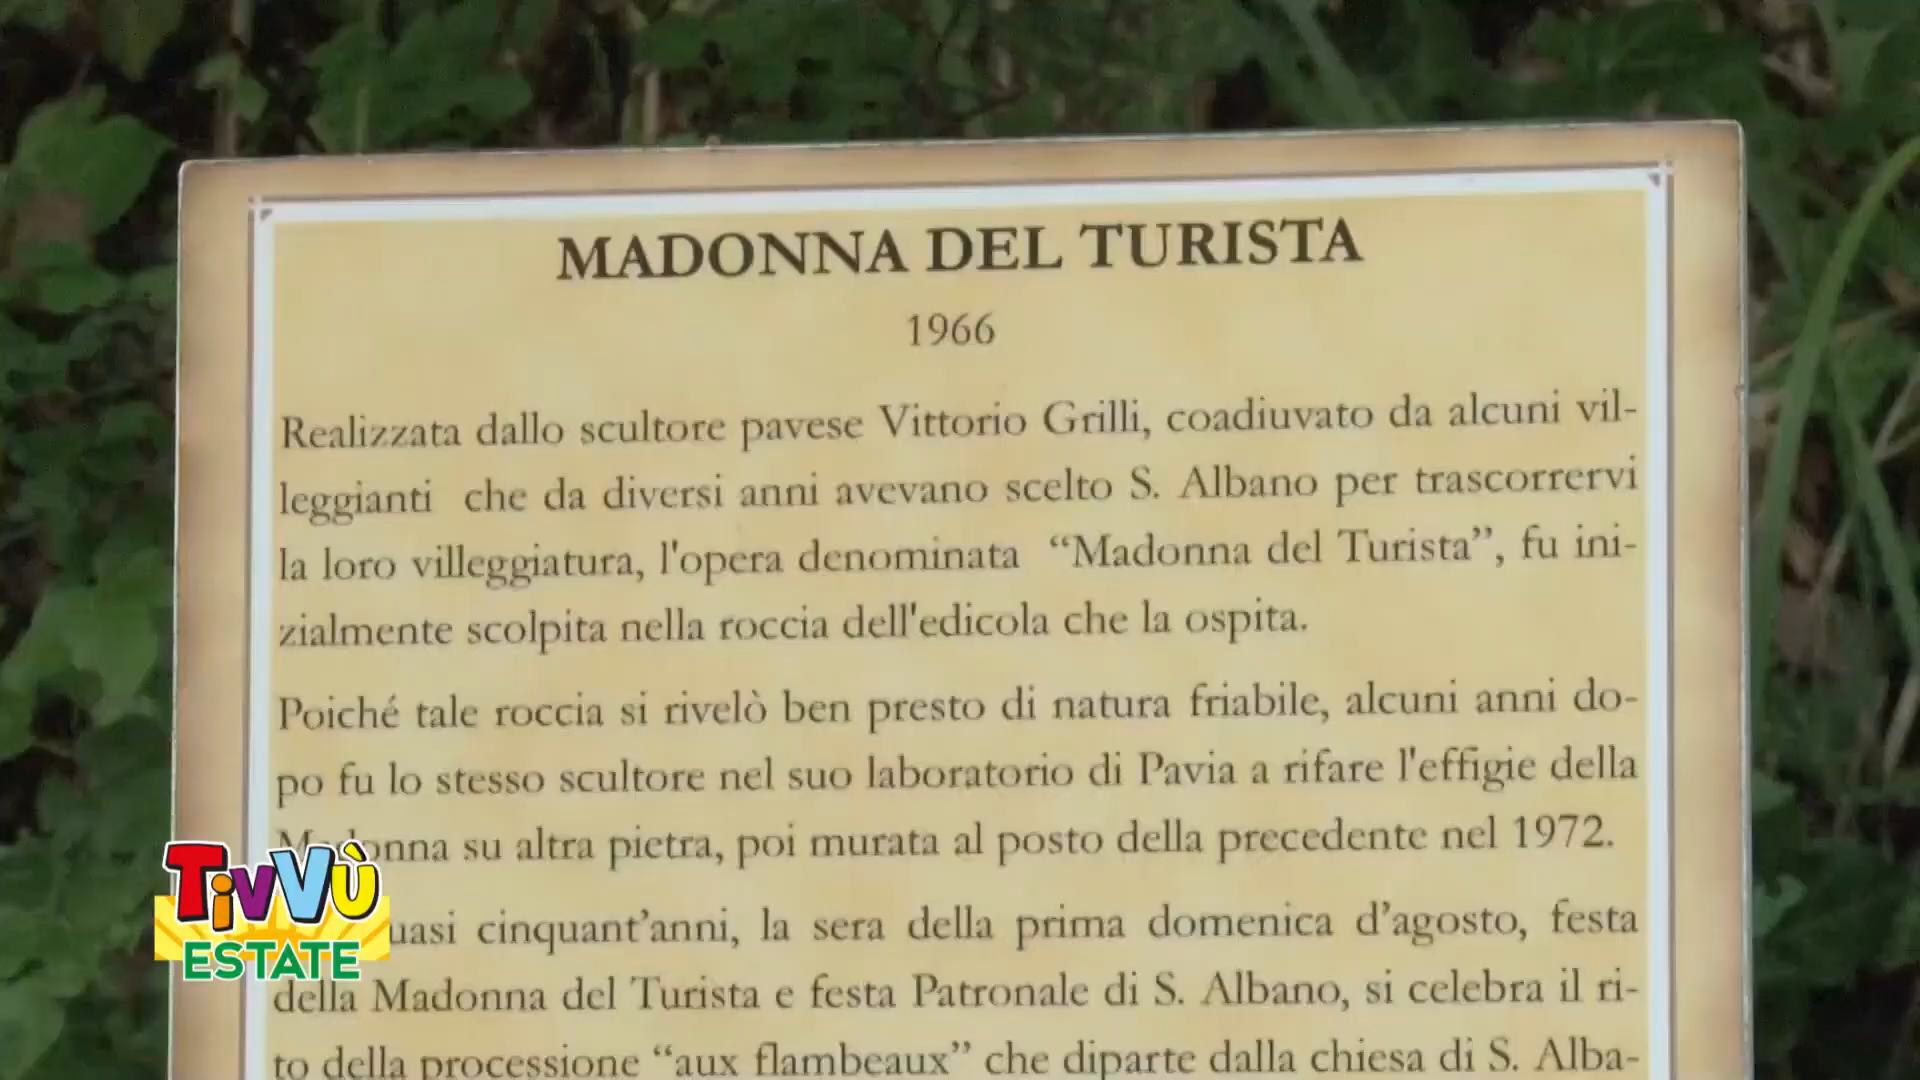 MADONNA DEL TURISTA
1966
Realizzata dallo scultore pavese Vittorio Grilli, coadiuvato da alcuni vil-
leggianti che da diversi anni avevano scelto S. Albano per trascorrervi
la loro villeggiatura, l'opera denominata “Madonna del Turista”, fu ini-
zialmente scolpita nella roccia dell'edicola che la ospita.
Poiché tale roccia si rivelò ben presto di natura friabile, alcuni anni do-
po fu lo stesso scultore nel suo laboratorio di Pavia a rifare l'effigie della
Madonna su altra pietra, poi murata al posto della precedente nel 1972.
uasi cinquant’anni, la sera della prima domenica d’agosto, festa
della Madonna del Turista e festa Patronale di S. Albano, si celebra il ri-
to della processione “aux flambeaux” che diparte dalla chiesa di S. Alba-
TivVù
ESTATE